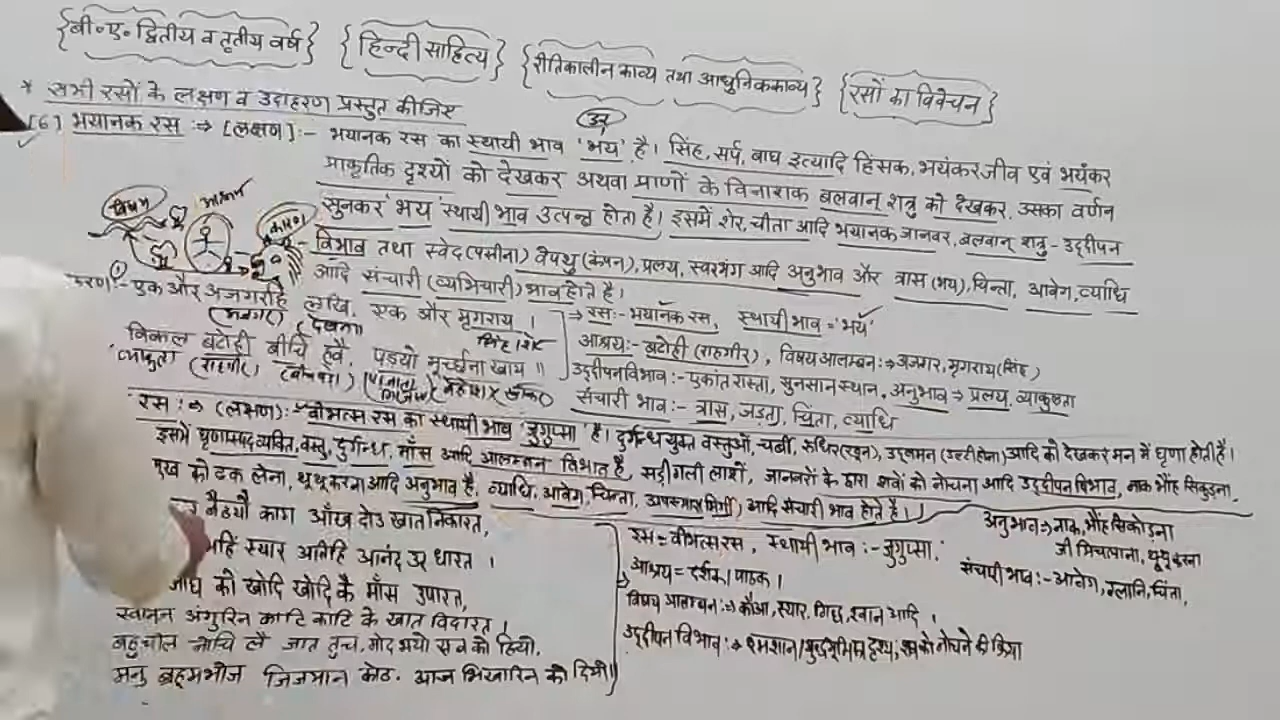 {बी॰ए॰ द्वितीय व तृतीय वर्ष} {हिन्दी साहित्य} {रीतिकालीन काव्य तथा आधुनिककाव्य} {रसों का विवेचन}
* सभी रसों के लक्षण व उदाहरण प्रस्तुत कीजिए
[6] भयानक रस :⇒ [लक्षण] :- भयानक रस का स्थायी भाव 'भय' है। सिंह, सर्प, बाघ इत्यादि हिंसक, भयंकर जीव एवं भयंकर
प्राकृतिक दृश्यों को देखकर अथवा प्राणों के विनाशक बलवान् शत्रु को देखकर, उसका वर्णन
सुनकर 'भय' स्थायी भाव उत्पन्न होता है। इसमें शेर, चीता आदि भयानक जानवर, बलवान् शत्रु - उद्दीपन
विभाव तथा स्वेद (पसीना) वेपथु (कंपन), प्रलय, स्वरभंग आदि अनुभाव और त्रास (भय), चिन्ता, आवेग, व्याधि
आदि संचारी (व्यभिचारी) भाव होते है।
एक और अजगरहि लखि, एक और मृगराय।
(अजगर) (देखना)
विकल बटोही बीचि ह्वै, पड्यो मूर्च्छना खाय॥
व्याकुल (राहगीर)
→ रस :- भयानक रस, स्थायी भाव = 'भय'
आश्रय :- बटोही (राहगीर), विषय आलम्बन :⇒ अजगर, मृगराय (सिंह)
उद्दीपन विभाव :- एकांत रास्ता, सुनसान स्थान, अनुभाव ⇒ प्रलय, व्याकुलता
संचारी भाव :- त्रास, जड़ता, चिंता, व्याधि
रस :⇒ (लक्षण) :- वीभत्स रस का स्थायी भाव 'जुगुप्सा' है। दुर्गन्धयुक्त वस्तुओं, चर्बी, रुधिर (खून), उद्वमन (उल्टी होना) आदि को देखकर मन में घृणा होती है।
इसमें घृणास्पद व्यक्ति, वस्तु, दुर्गन्ध, माँस आदि आलम्बन विभाव है, सड़ी गली लाशें, जानवरों के द्वारा शवों को नोचना आदि उद्दीपन विभाव, नाक भौंह सिकुड़ना,
मुख को ढक लेना, थूथूकरना आदि अनुभाव है, व्याधि, आवेग, चिन्ता, आदि संचारी भाव होते है।
बैठ्यौ काग आँख दोउ खात निकारत,
स्यार अतिहि आनंद उर धारत।
को खोदि खोदि कै माँस उपारत,
स्वानन अंगुरिन काटि काटि के खात विदारत।
बहुचील नोंचि लै जात तुच, मोद भयो सब को हियो,
मनु ब्रह्मभोज जिजमान कोउ आज भिखारिन को दियौ॥
रस = वीभत्स रस, स्थायी भाव :- जुगुप्सा,
आश्रय = दर्शक / पाठक।
विषय आलम्बन :⇒ कौआ, स्यार, गिद्ध, श्वान आदि।
उद्दीपन विभाव :⇒ श्मशान / दृश्य, शव को नोचने की क्रिया
अनुभाव ⇒ नाक, भौंह सिकोड़ना
जी मिचलाना, थूथू करना
संचारी भाव :- आवेग, ग्लानि, चिंता,